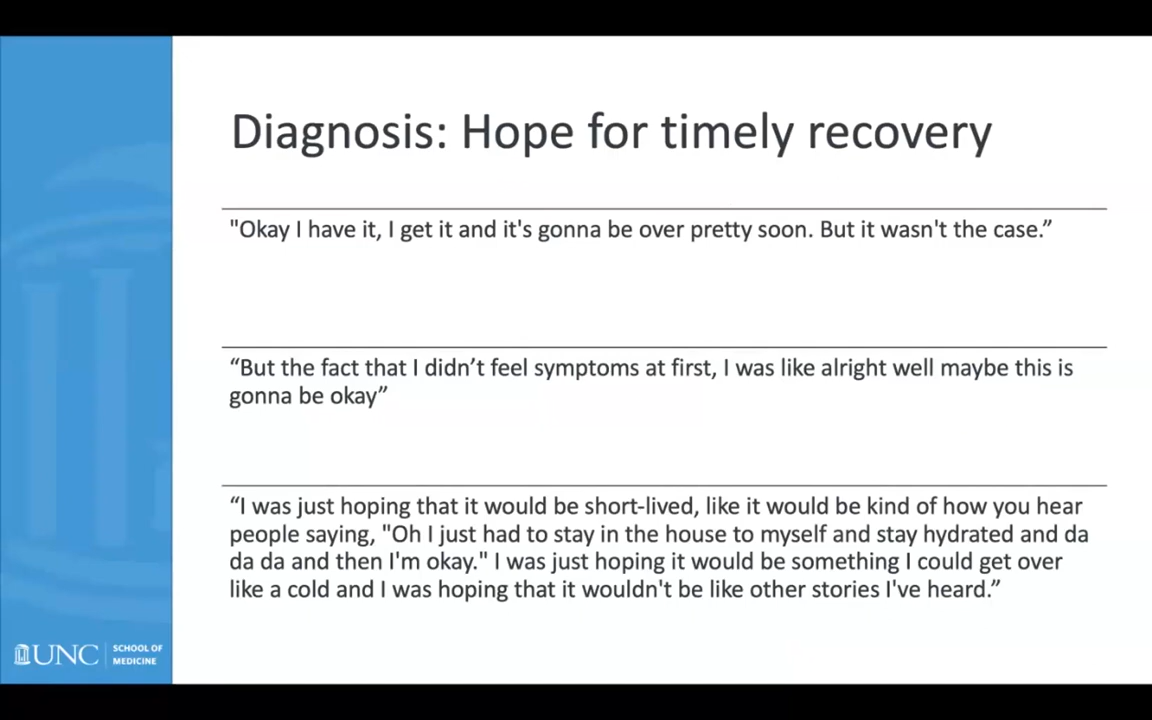 Diagnosis: Hope for timely recovery
"Okay I have it, I get it and it's gonna be over pretty soon. But it wasn't the case.”
“But the fact that I didn’t feel symptoms at first, I was like alright well maybe this is
gonna be okay”
“I was just hoping that it would be short-lived, like it would be kind of how you hear
people saying, "Oh I just had to stay in the house to myself and stay hydrated and da
da da and then I'm okay." I was just hoping it would be something I could get over
like a cold and I was hoping that it wouldn't be like other stories I've heard.”
UNC
SCHOOL OF
MEDICINE